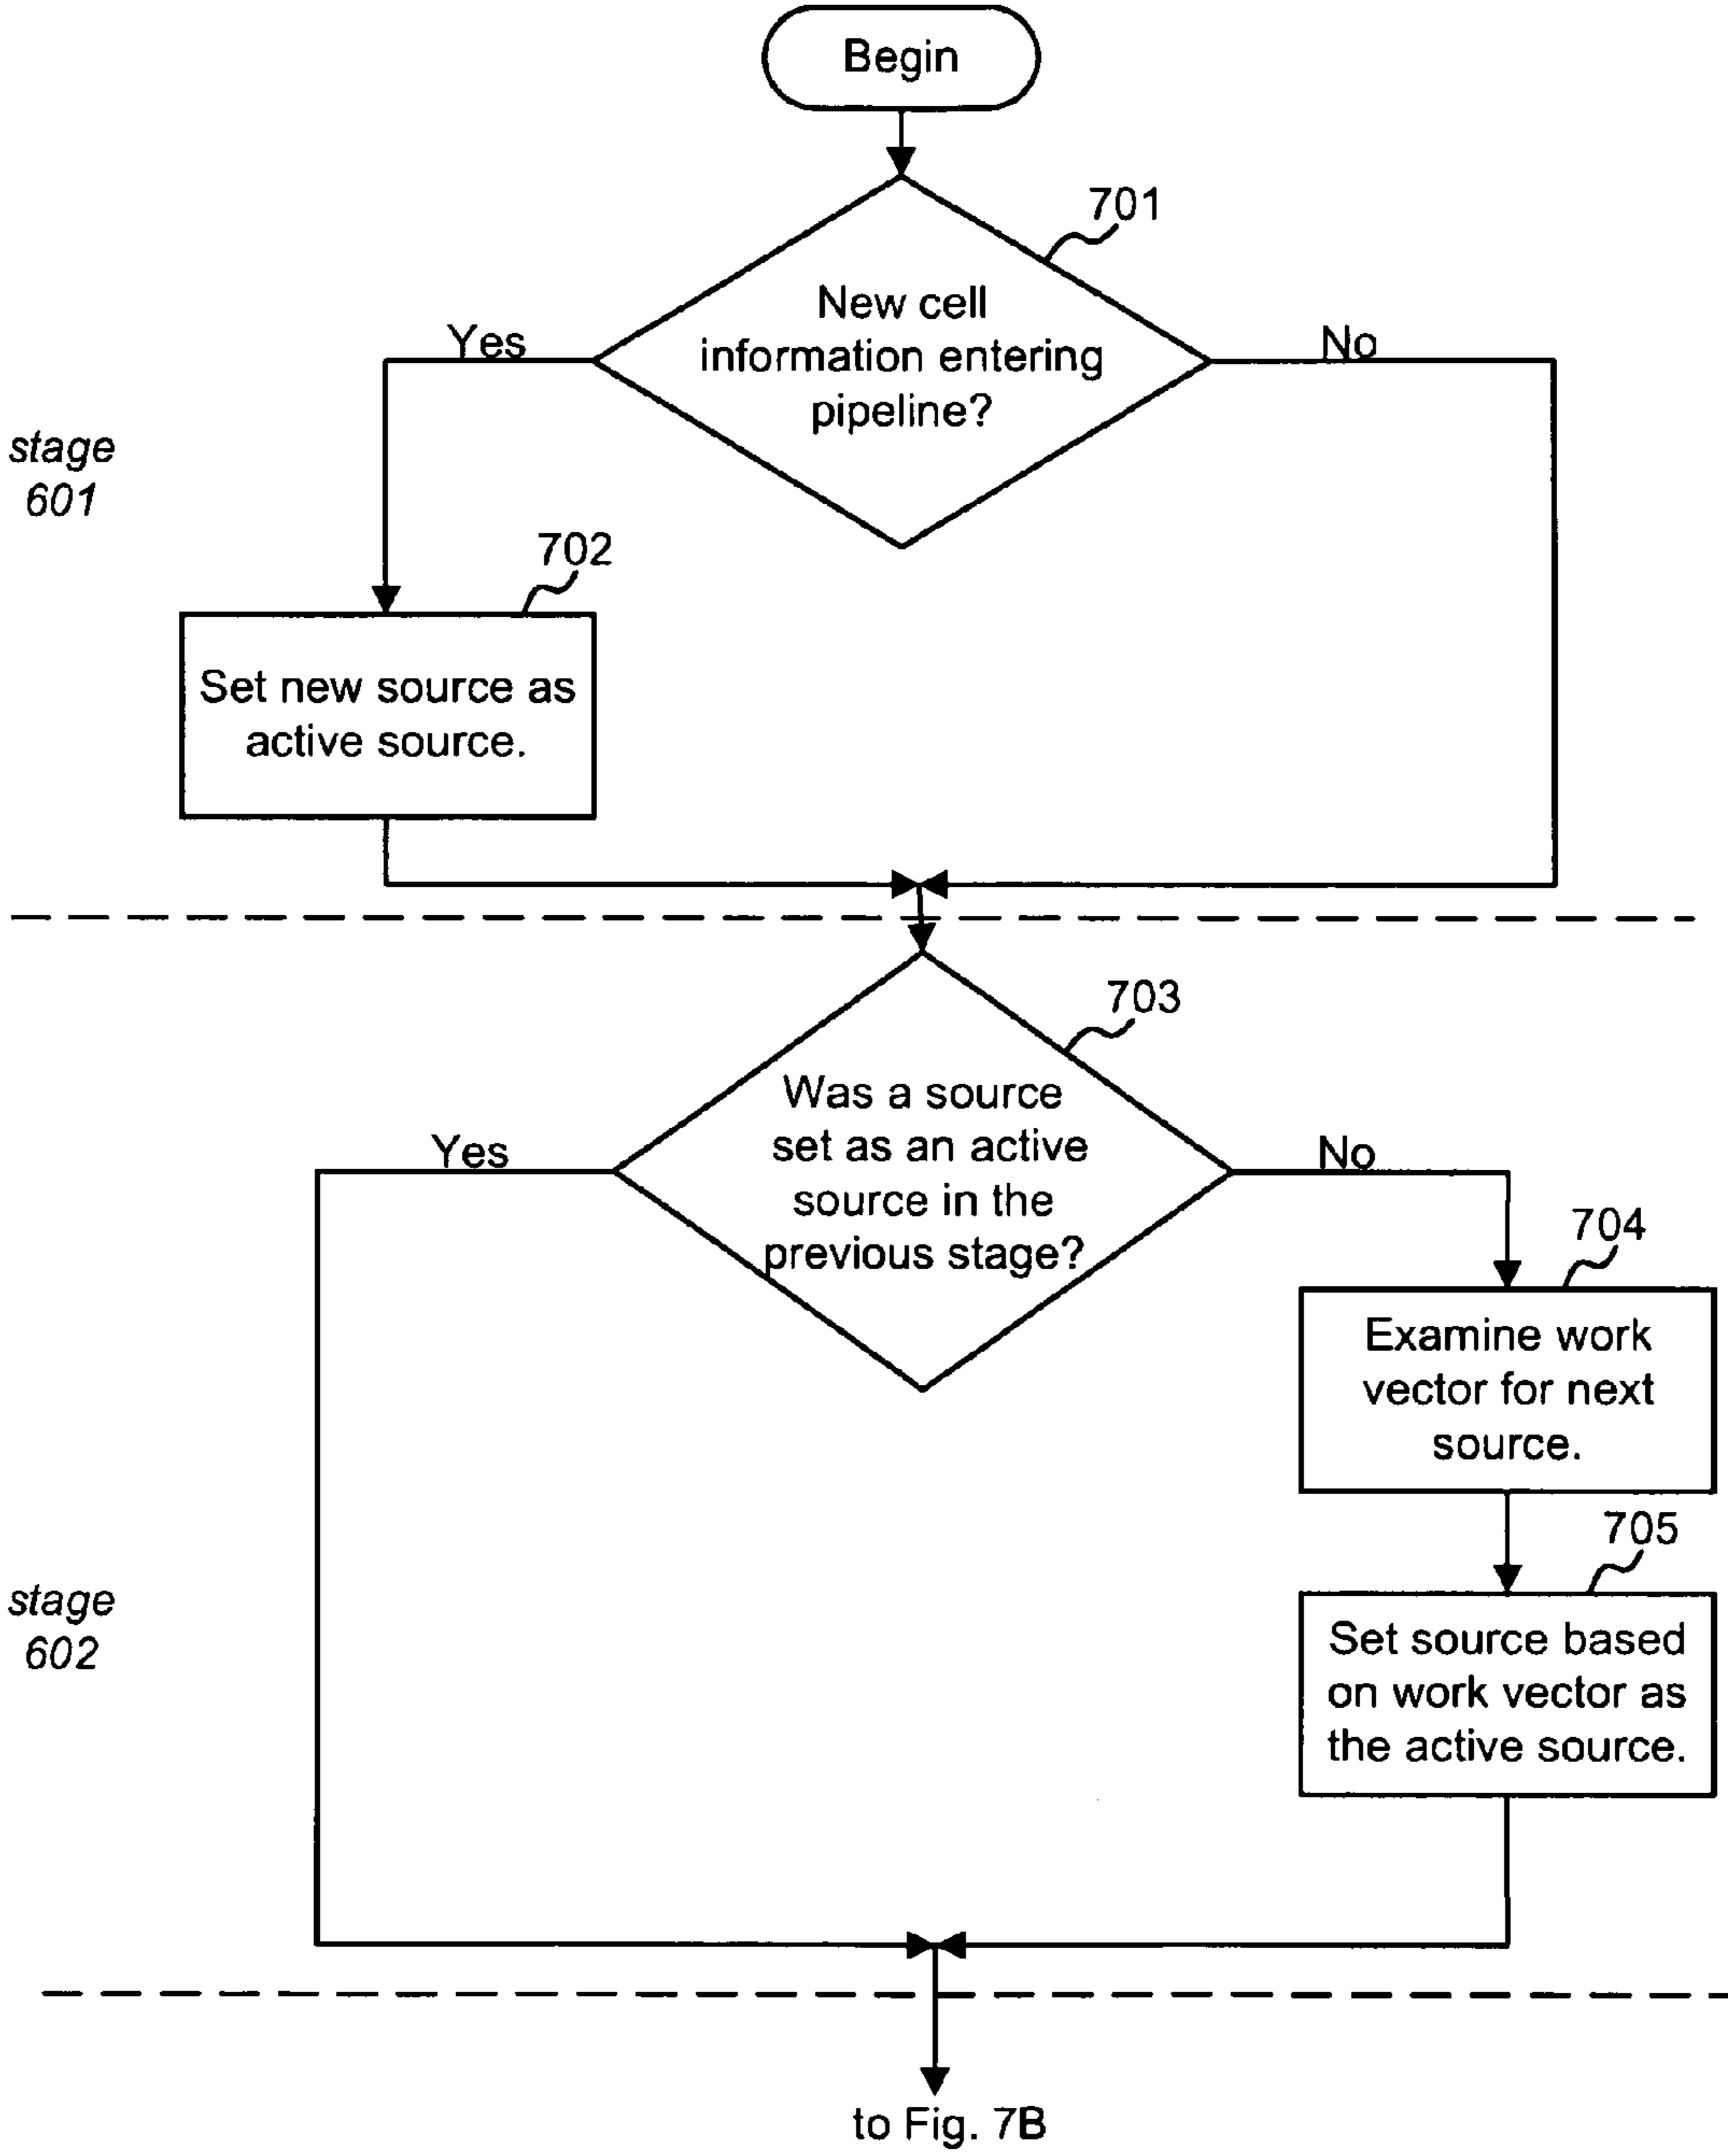 Begin
701
New cell
information entering
pipeline?
Yes
No
stage
601
702
Set new source as
active source.
703
Was a source
set as an active
source in the
previous stage?
Yes
No
704
Examine work
vector for next
source.
705
Set source based
on work vector as
the active source.
stage
602
to Fig. 7B